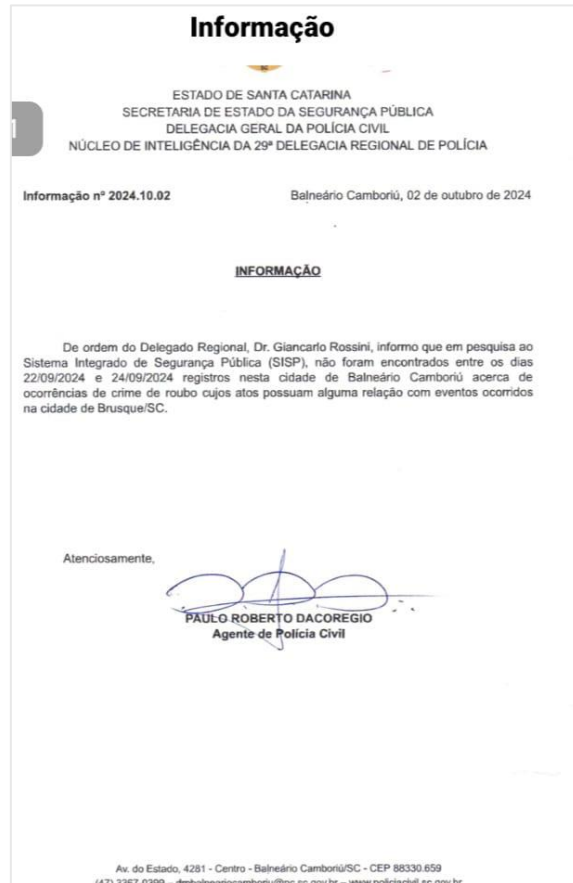 Informação
ESTADO DE SANTA CATARINA
SECRETARIA DE ESTADO DA SEGURANÇA PÚBLICA
DELEGACIA GERAL DA POLÍCIA CIVIL
NÚCLEO DE INTELIGÊNCIA DA 29ª DELEGACIA REGIONAL DE POLÍCIA
Informação nº 2024.10.02 Balneário Camboriú, 02 de outubro de 2024
INFORMAÇÃO
De ordem do Delegado Regional, Dr. Giancarlo Rossini, informo que em pesquisa ao
Sistema Integrado de Segurança Pública (SISP), não foram encontrados entre os dias
22/09/2024 e 24/09/2024 registros nesta cidade de Balneário Camboriú acerca de
ocorrências de crime de roubo cujos atos possuam alguma relação com eventos ocorridos
na cidade de Brusque/SC.
Atenciosamente,
PAULO ROBERTO DACOREGIO
Agente de Polícia Civil
Av. do Estado, 4281 - Centro - Balneário Camboriú/SC - CEP 88330.659